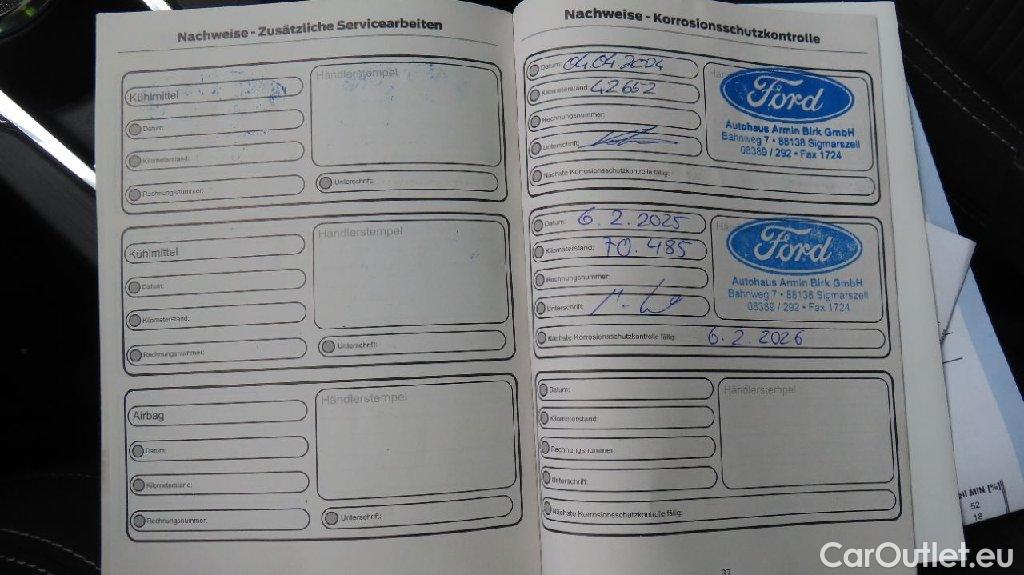 Nachweise - Zusätzliche Servicearbeiten
Kühlmittel
Händlerstempel
Datum:
Kilometerstand:
Rechnungsnummer:
Unterschrift:
Kühlmittel
Händlerstempel
Datum:
Kilometerstand:
Rechnungsnummer:
Unterschrift:
Airbag
Händlerstempel
Datum:
Kilometerstand:
Rechnungsnummer:
Unterschrift:
Nachweise - Korrosionsschutzkontrolle
Datum: 04.04.2024
Kilometerstand: 42652
Rechnungsnummer:
Unterschrift:
Nächste Korrosionsschutzkontrolle fällig:
Ford
Autohaus Armin Birk GmbH
Bahnweg 7 • 88138 Sigmarszell
08389 / 292 • Fax 1724
Datum: 6.2.2025
Kilometerstand: 70.485
Rechnungsnummer:
Unterschrift:
Nächste Korrosionsschutzkontrolle fällig: 6.2.2026
Ford
Autohaus Armin Birk GmbH
Bahnweg 7 • 88138 Sigmarszell
08389 / 292 • Fax 1724
Datum:
Händlerstempel
Kilometerstand:
Rechnungsnummer:
Unterschrift:
Nächste Korrosionsschutzkontrolle fällig:
37
MIN [%]
52
18
CarOutlet.eu